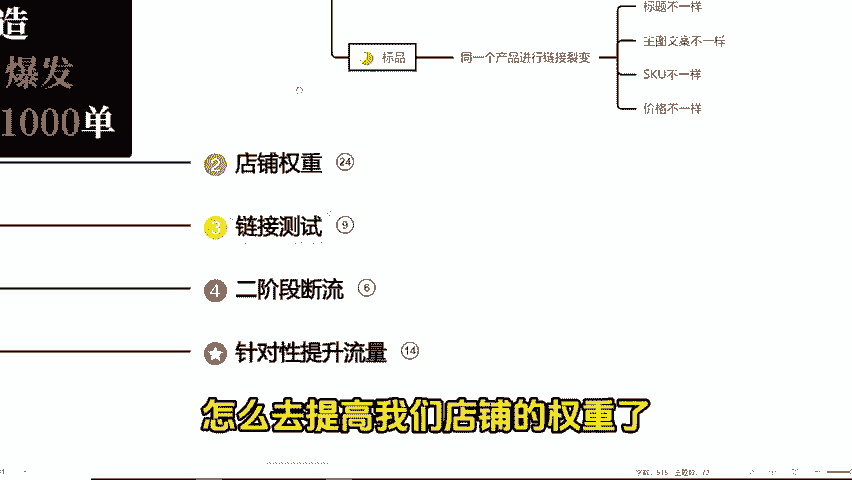 造
爆发
1000单
标品
同一个产品进行链接裂变
标题不一样
主图文案不一样
SKU不一样
价格不一样
2 店铺权重 24
3 链接测试 9
4 二阶段断流 6
针对性提升流量 14
怎么去提高我们店铺的权重了